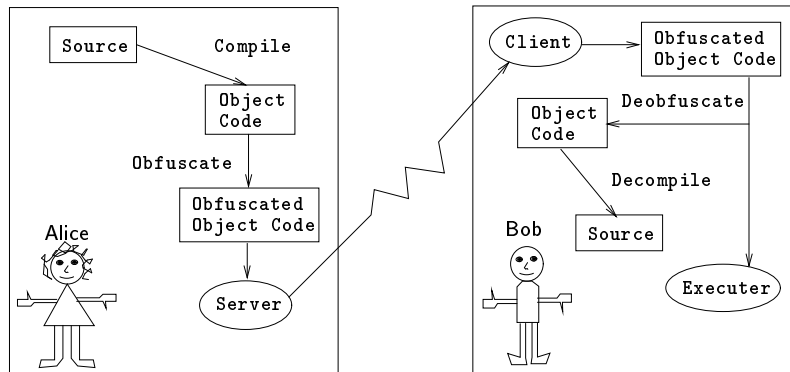 Source
Compile
Object
Code
Obfuscate
Obfuscated
Object Code
Alice
Server
Client
Obfuscated
Object Code
Deobfuscate
Object
Code
Decompile
Bob
Source
Executer